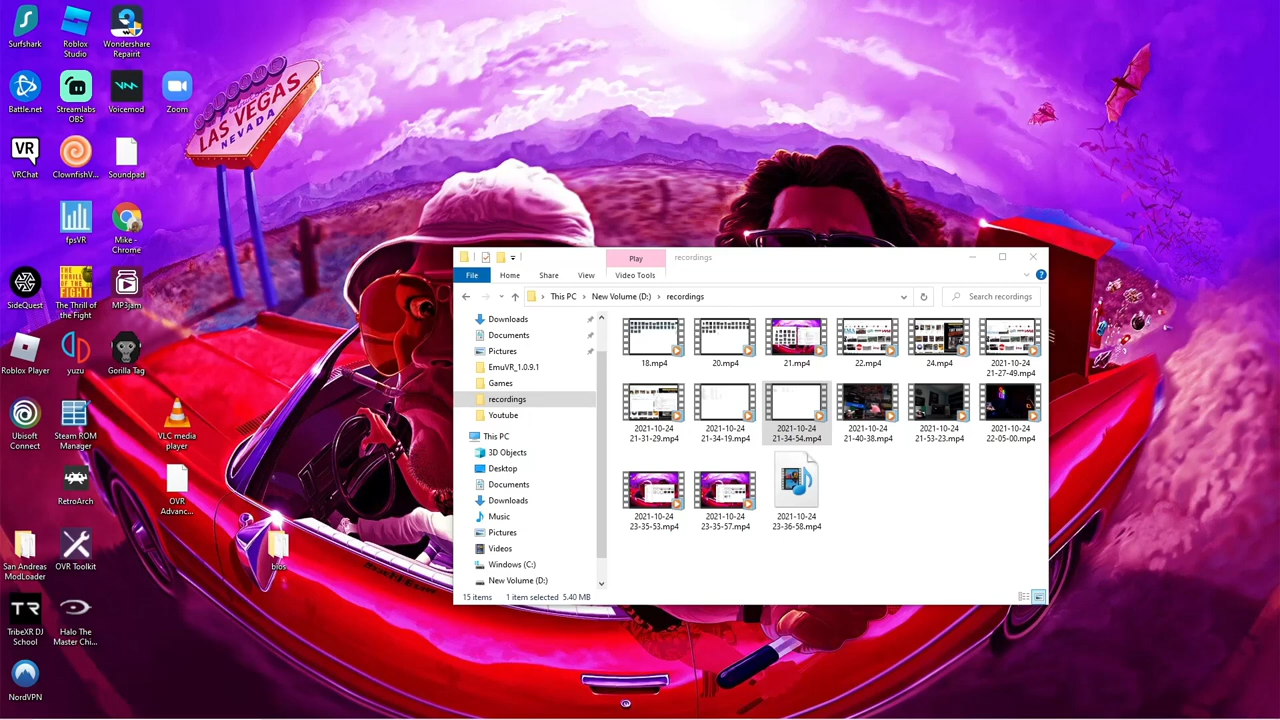 Surfshark
Roblox
Studio
Wondershare
Repairit
Battle.net
Streamlabs
OBS
Voicemod
Zoom
VR
VRChat
ClownfishV...
Soundpad
fpsVR
Mike -
Chrome
SideQuest
THE THRILL
OF THE
FIGHT
The Thrill of
the Fight
MP3jam
Roblox Player
yuzu
Gorilla Tag
Ubisoft
Connect
Steam ROM
Manager
VLC media
player
RetroArch
OVR
Advanc...
San Andreas
ModLoader
OVR Toolkit
bios
TR
TribeXR DJ
School
Halo The
Master Chi...
NordVPN
LAS VEGAS
NEVADA
Play
recordings
File
Home
Share
View
Video Tools
This PC
New Volume (D:)
recordings
Search recordings
Downloads
Documents
Pictures
EmuVR_1.0.9.1
Games
recordings
Youtube
This PC
3D Objects
Desktop
Documents
Downloads
Music
Pictures
Videos
Windows (C:)
New Volume (D:)
18.mp4
20.mp4
21.mp4
22.mp4
24.mp4
2021-10-24
21-27-49.mp4
2021-10-24
21-31-29.mp4
2021-10-24
21-34-19.mp4
2021-10-24
21-34-54.mp4
2021-10-24
21-40-38.mp4
2021-10-24
21-53-23.mp4
2021-10-24
22-05-00.mp4
2021-10-24
23-35-53.mp4
2021-10-24
23-35-57.mp4
2021-10-24
23-36-58.mp4
15 items
1 item selected
5.40 MB